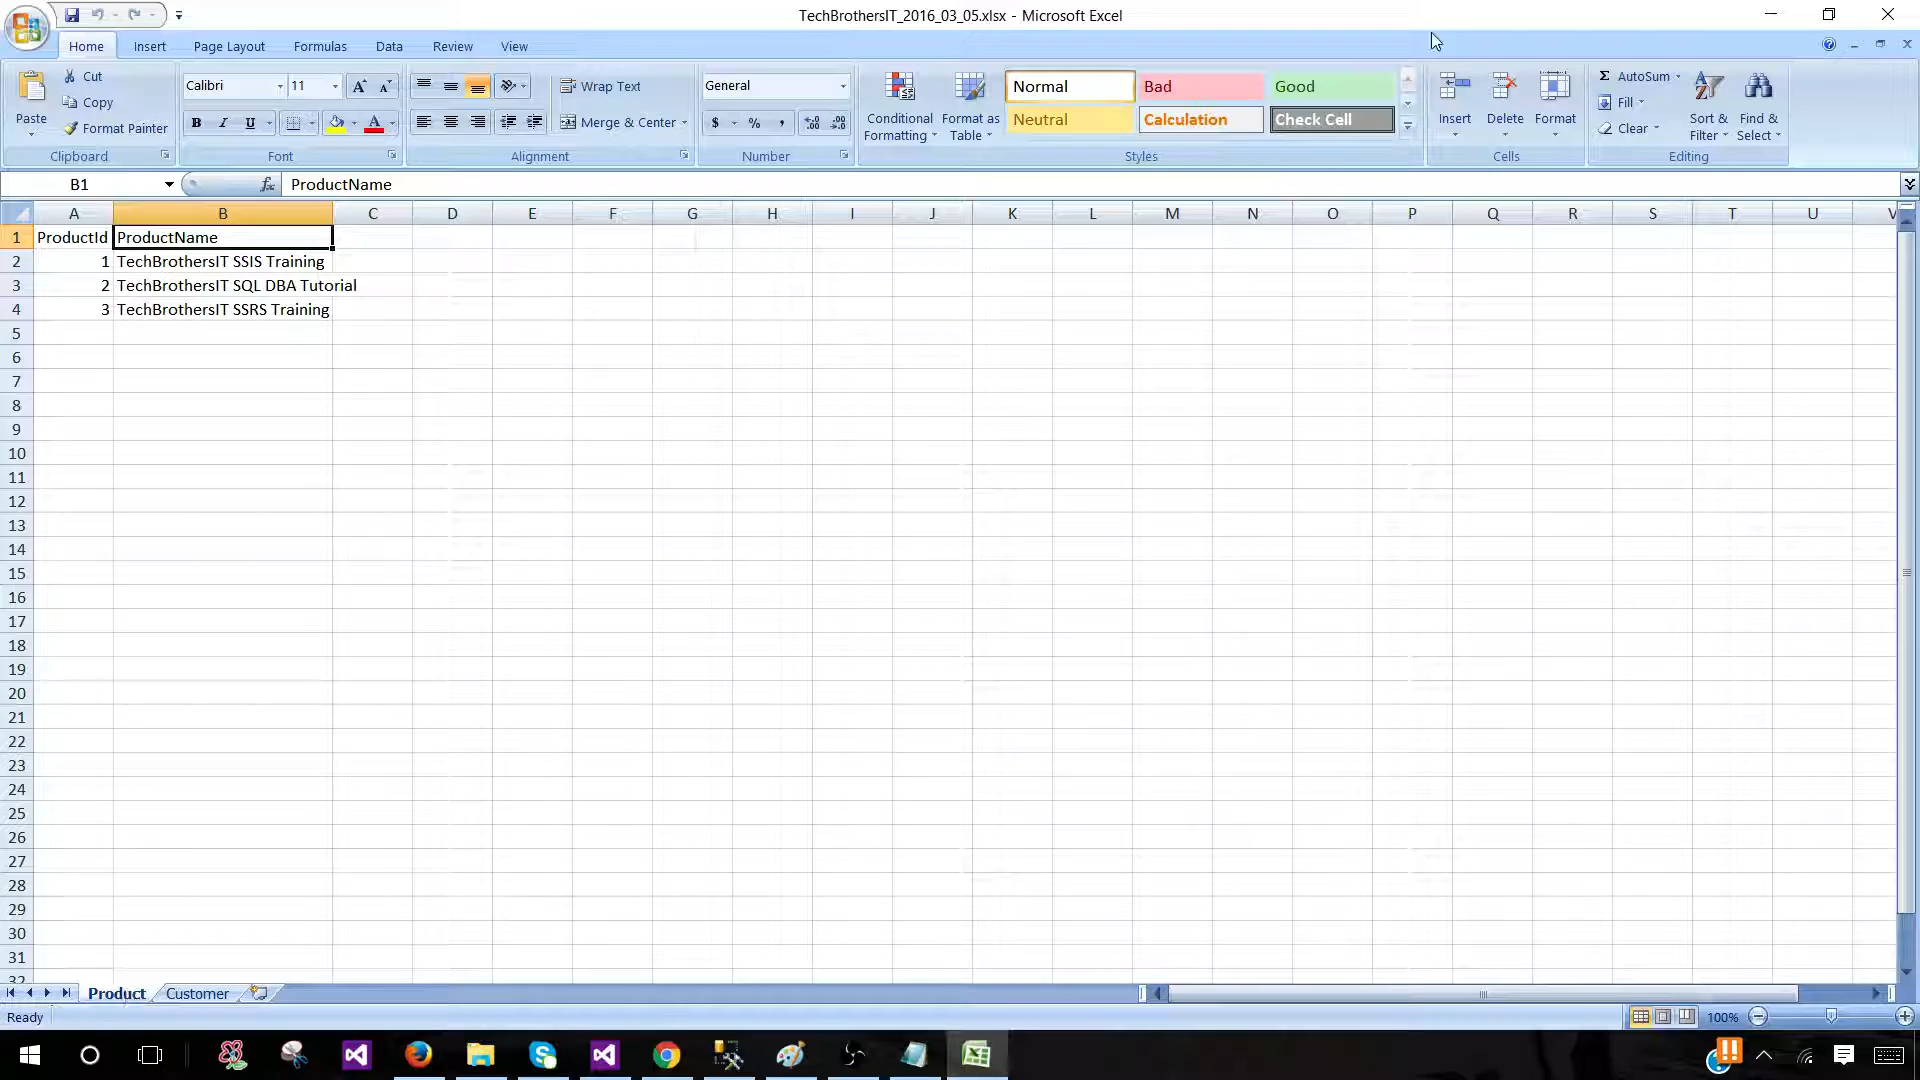 TechBrothersIT_2016_03_05.xlsx - Microsoft Excel
Home Insert Page Layout Formulas Data Review View
Paste
Cut
Copy
Format Painter
Clipboard
Calibri 11
B I U
Font
Wrap Text
Merge & Center
Alignment
General
$ % ,
Number
Conditional Formatting
Format as Table
Normal Bad Good
Neutral Calculation Check Cell
Styles
Insert Delete Format
Cells
Σ AutoSum
Fill
Clear
Sort & Filter
Find & Select
Editing
B1 fx ProductName
A B C D E F G H I J K L M N O P Q R S T U V
1 ProductId ProductName
2 1 TechBrothersIT SSIS Training
3 2 TechBrothersIT SQL DBA Tutorial
4 3 TechBrothersIT SSRS Training
5
6
7
8
9
10
11
12
13
14
15
16
17
18
19
20
21
22
23
24
25
26
27
28
29
30
31
32
Product Customer
Ready 100%